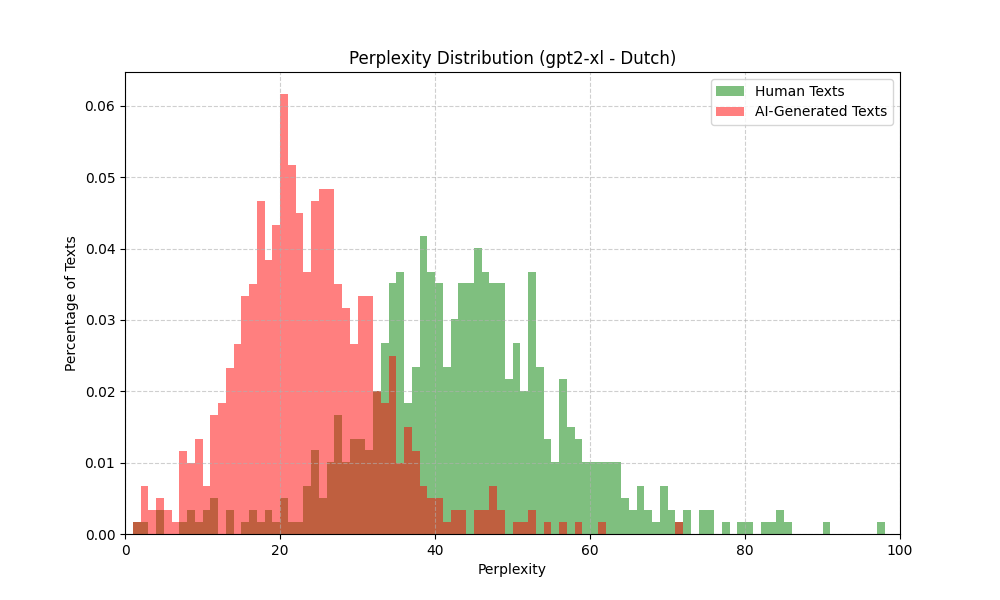 Perplexity Distribution (gpt2-xl - Dutch)
Human Texts
AI-Generated Texts
Percentage of Texts
0.06
0.05
0.04
0.03
0.02
0.01
0.00
0
20
40
60
80
100
Perplexity